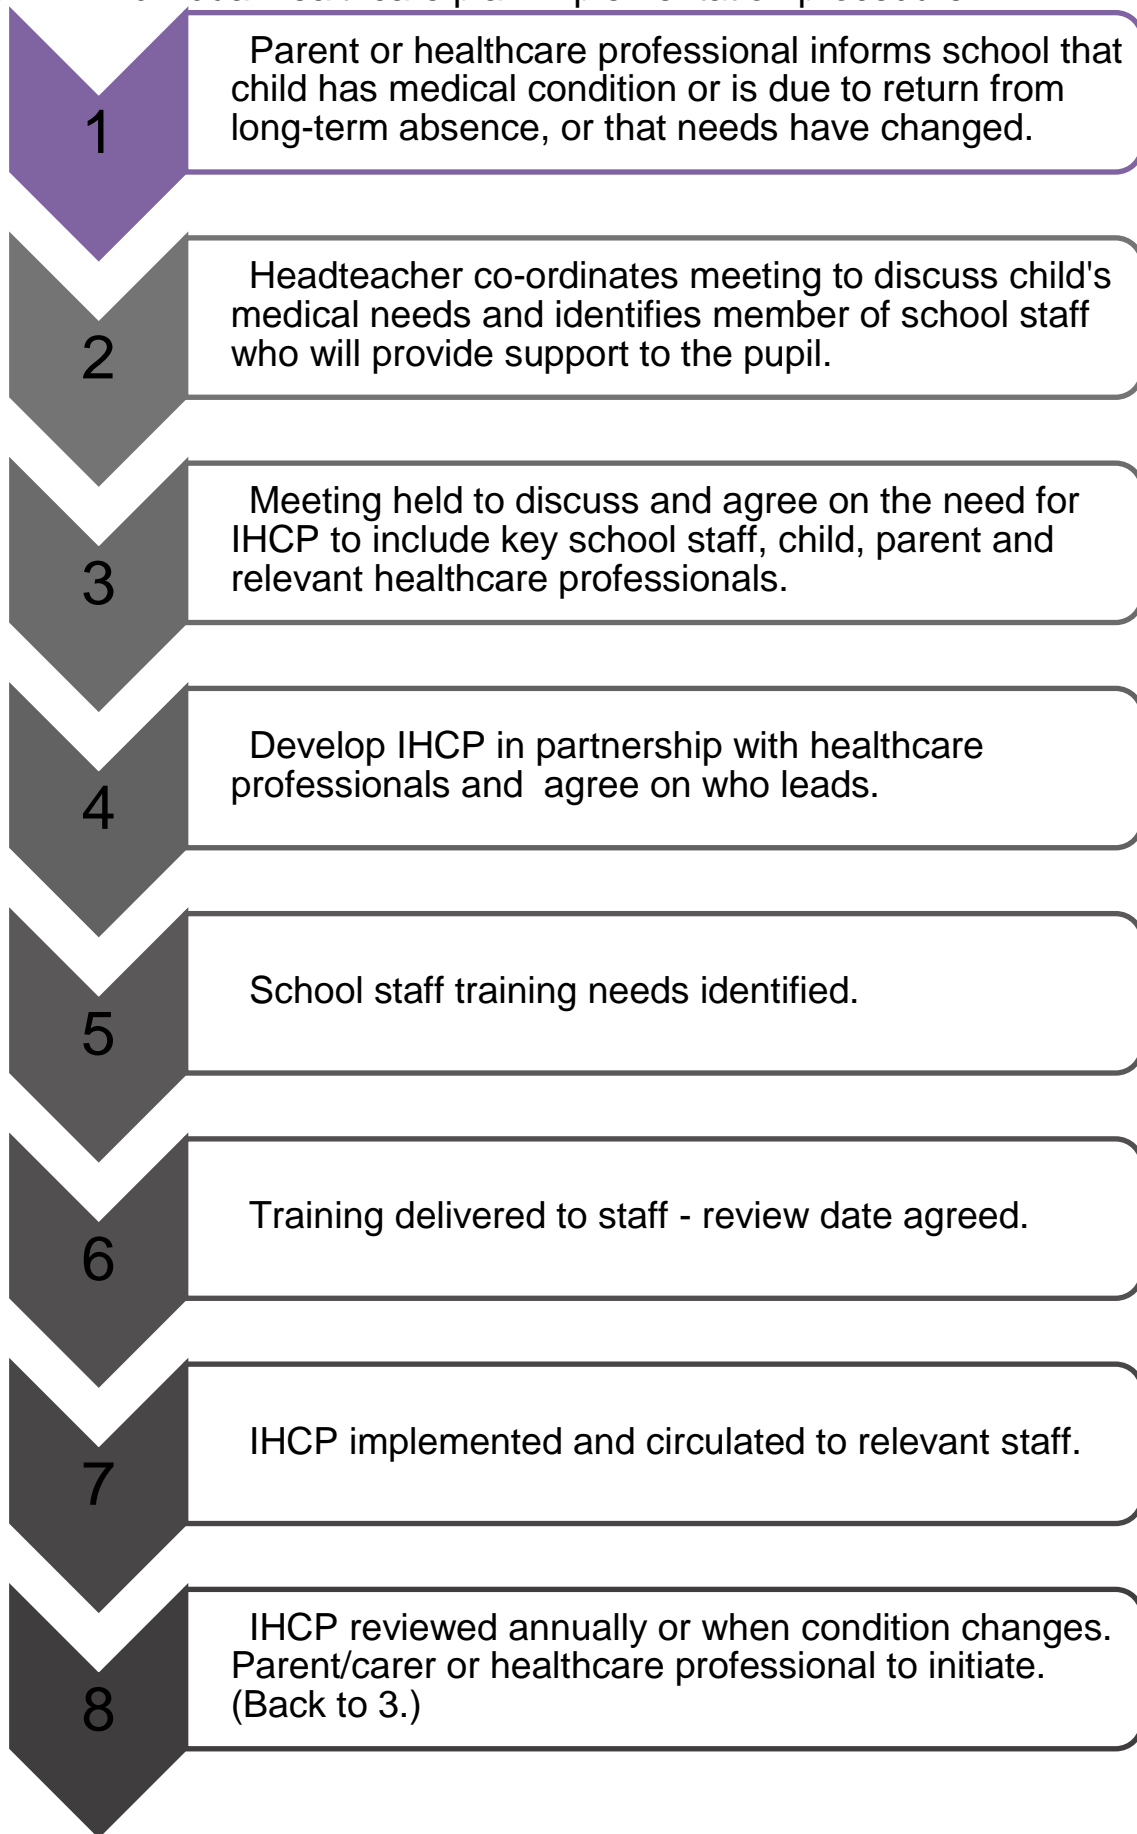 1
Parent or healthcare professional informs school that
child has medical condition or is due to return from
long-term absence, or that needs have changed.
2
Headteacher co-ordinates meeting to discuss child's
medical needs and identifies member of school staff
who will provide support to the pupil.
3
Meeting held to discuss and agree on the need for
IHCP to include key school staff, child, parent and
relevant healthcare professionals.
4
Develop IHCP in partnership with healthcare
professionals and  agree on who leads.
5
School staff training needs identified.
6
Training delivered to staff - review date agreed.
7
IHCP implemented and circulated to relevant staff.
8
IHCP reviewed annually or when condition changes.
Parent/carer or healthcare professional to initiate.
(Back to 3.)